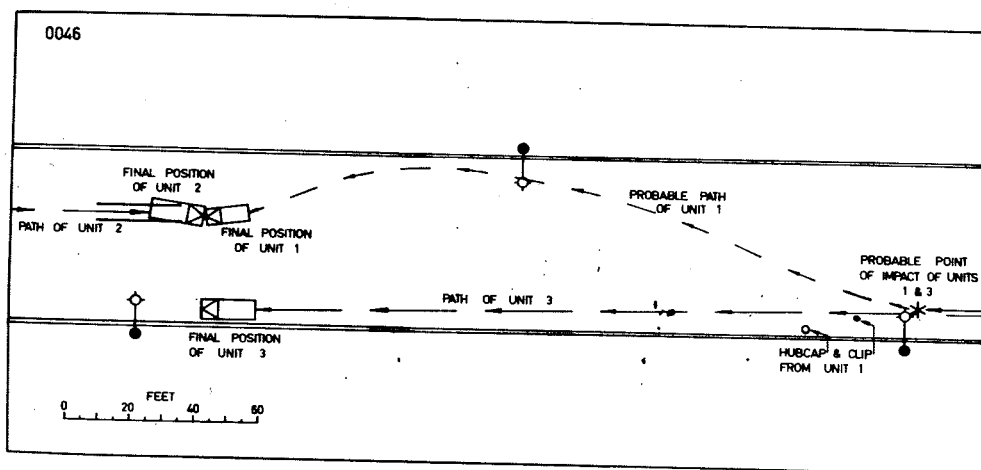 0046
FINAL POSITION
OF UNIT 2
PATH OF UNIT 2
FINAL POSITION
OF UNIT 1
PROBABLE PATH
OF UNIT 1
PROBABLE POINT
OF IMPACT OF UNITS
1 & 3
PATH OF UNIT 3
FINAL POSITION
OF UNIT 3
HUBCAP & CLIP
FROM UNIT 1
FEET
0 20 40 60